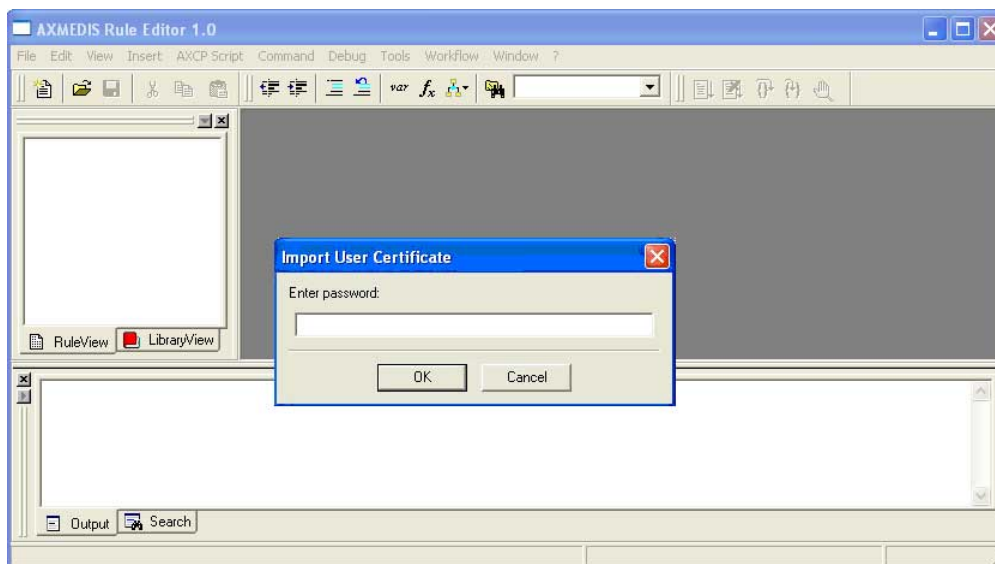 AXMEDIS Rule Editor 1.0
File Edit View Insert AXCP Script Command Debug Tools Workflow Window ?
var fx
Import User Certificate
Enter password:
RuleView LibraryView
OK Cancel
Output Search